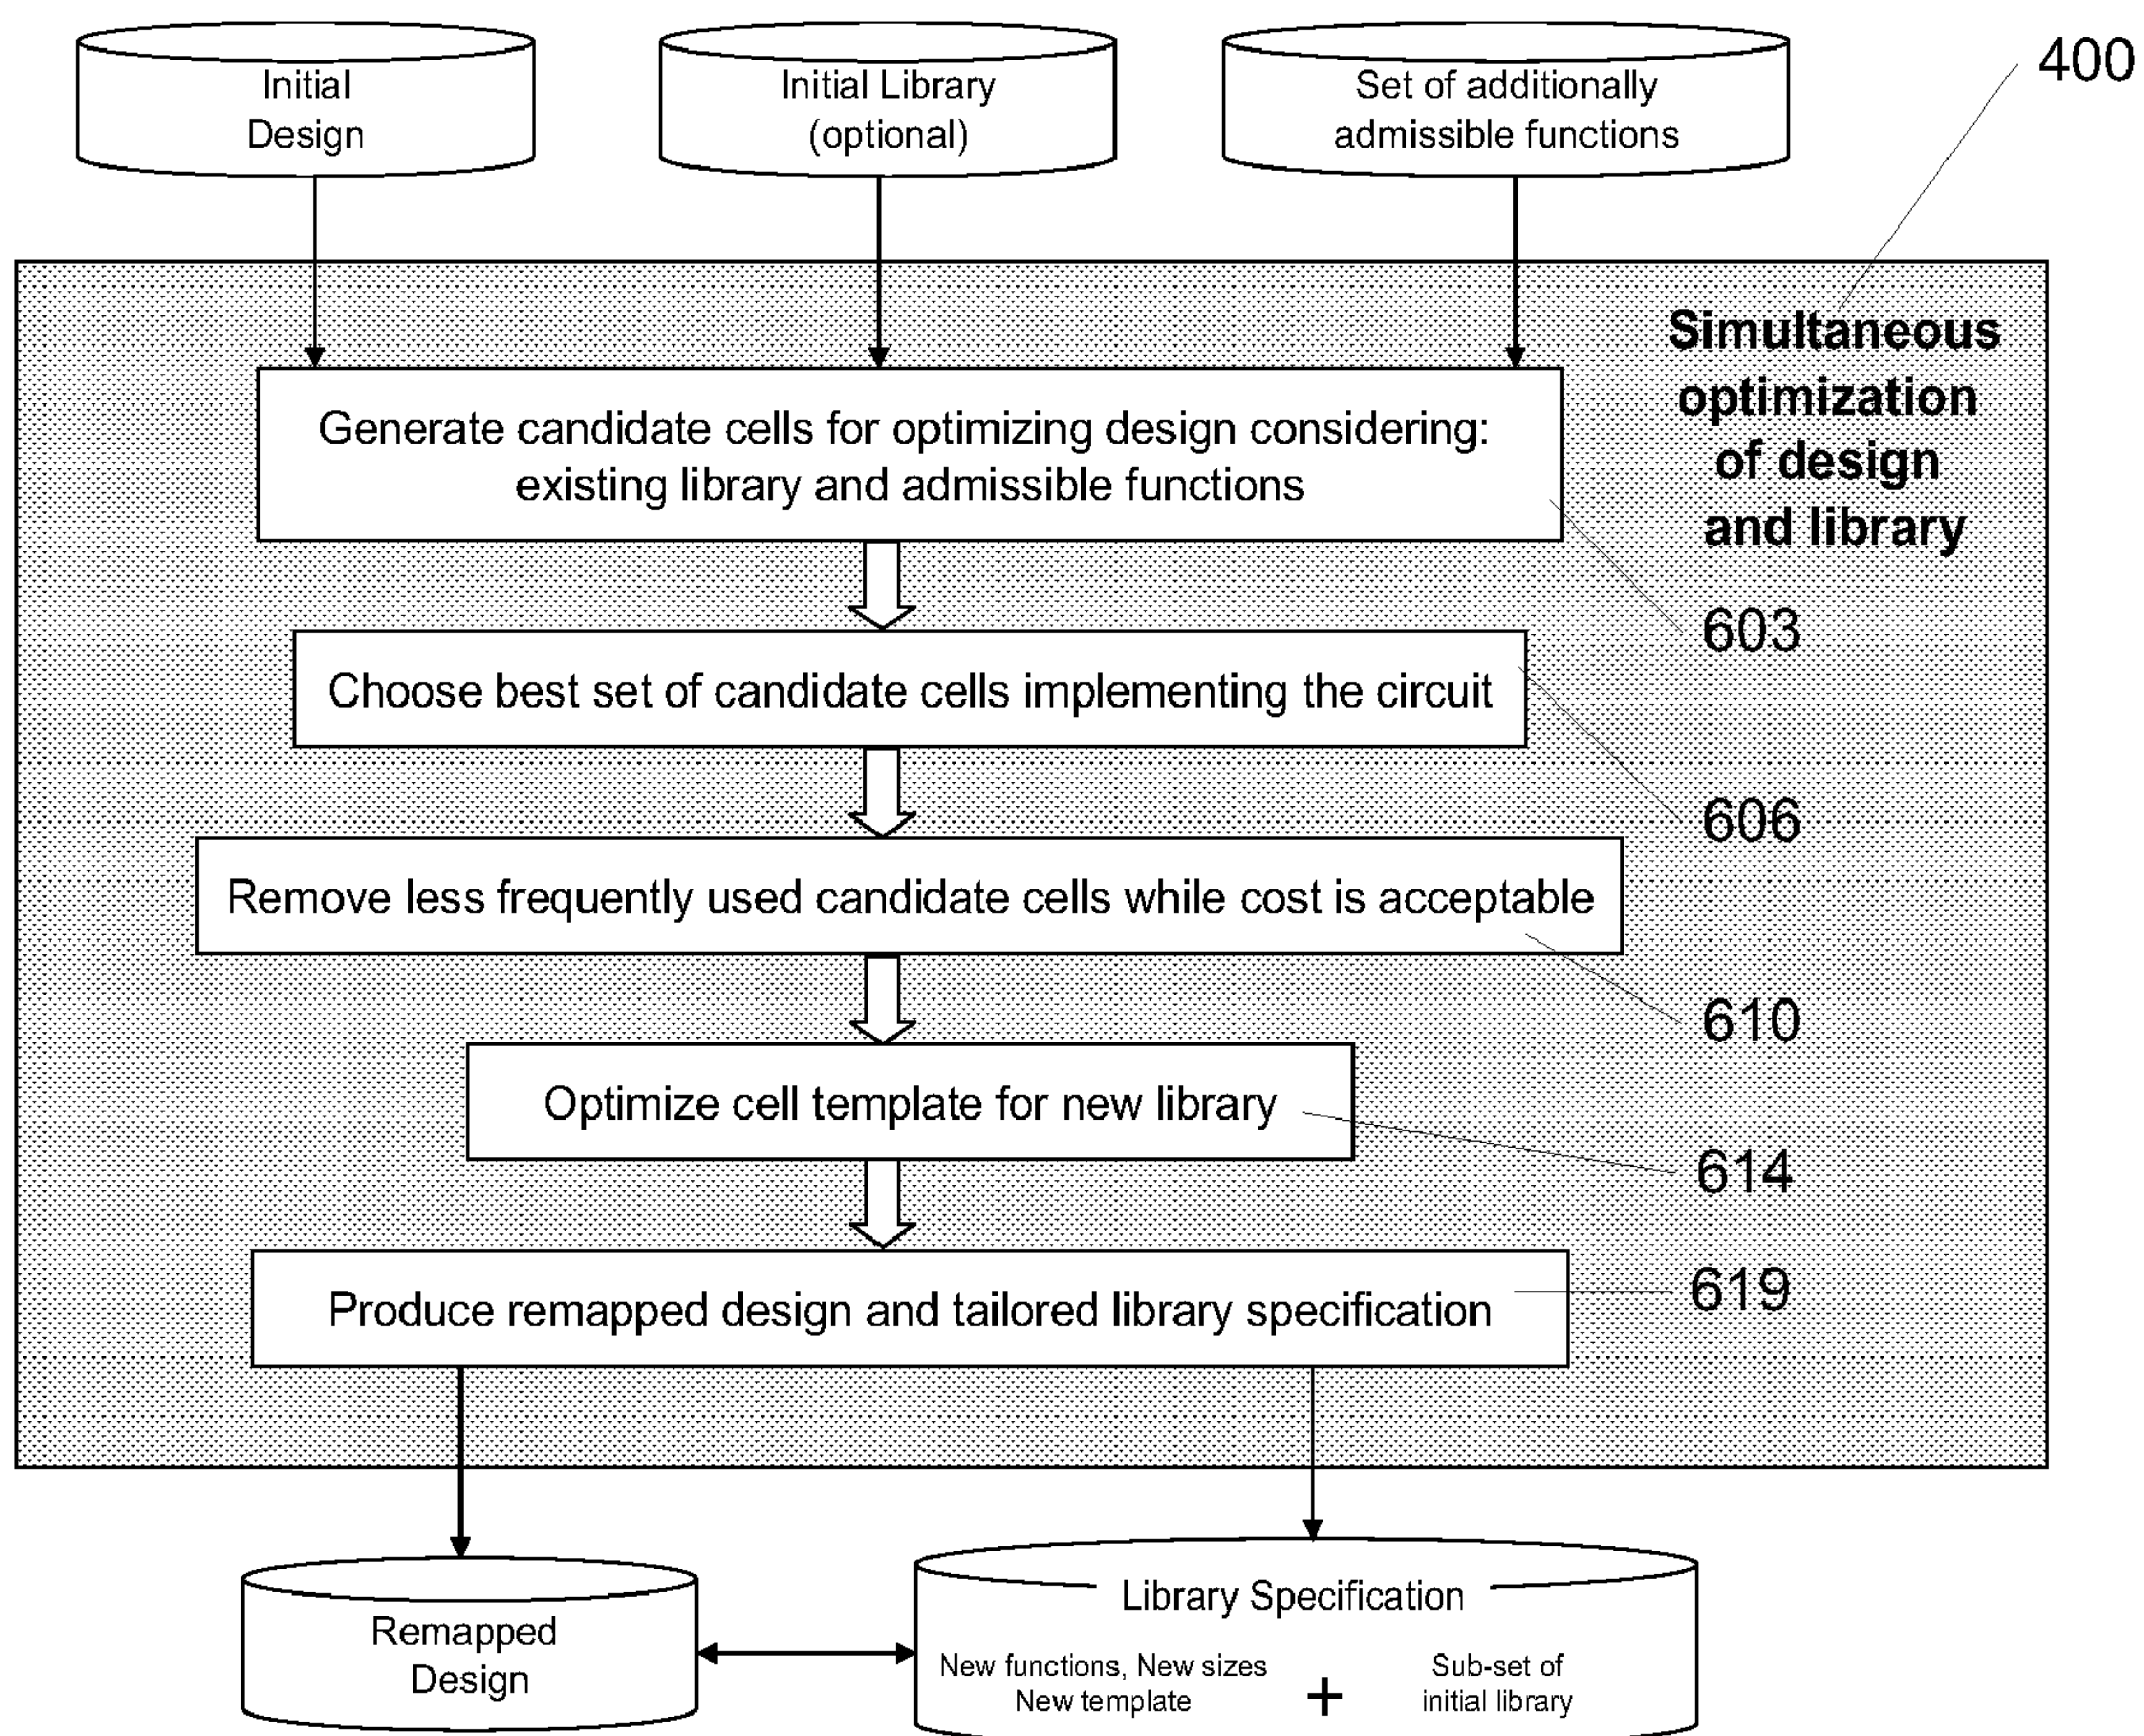 Initial
Design
Initial Library
(optional)
Set of additionally
admissible functions
400
Simultaneous
optimization
of design
and library
Generate candidate cells for optimizing design considering:
existing library and admissible functions
603
Choose best set of candidate cells implementing the circuit
606
Remove less frequently used candidate cells while cost is acceptable
610
Optimize cell template for new library
614
Produce remapped design and tailored library specification
619
Remapped
Design
Library Specification
New functions, New sizes
New template
+
Sub-set of
initial library